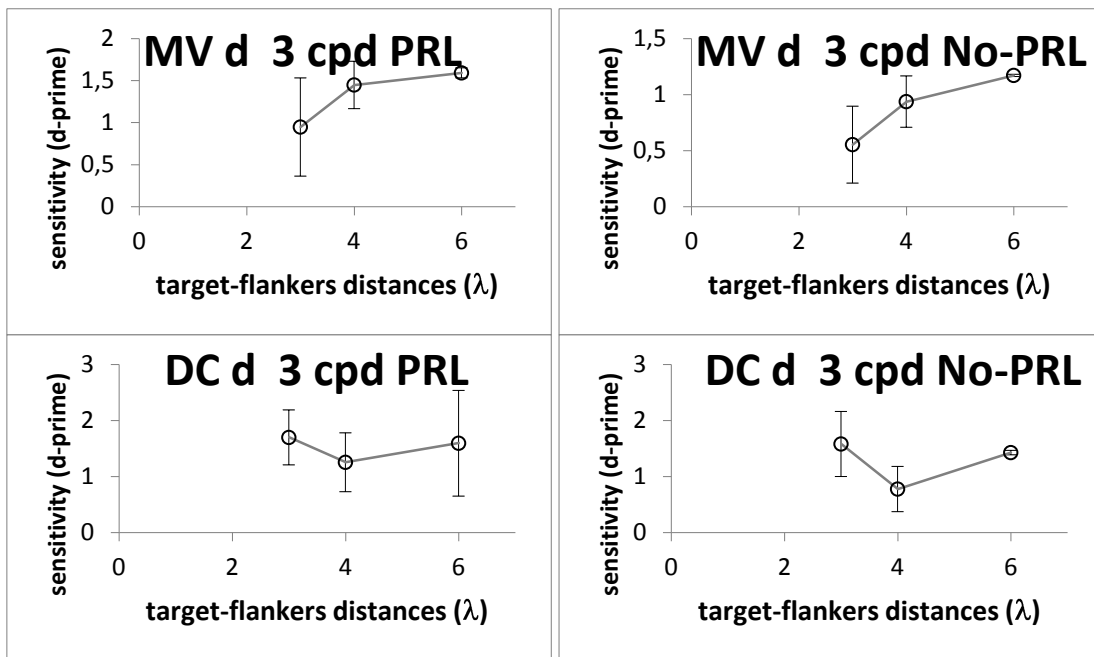 MV d 3 cpd PRL
sensitivity (d-prime)
2
1,5
1
0,5
0
0 2 4 6
target-flankers distances (λ)
MV d 3 cpd No-PRL
sensitivity (d-prime)
1,5
1
0,5
0
0 2 4 6
target-flankers distances (λ)
DC d 3 cpd PRL
sensitivity (d-prime)
3
2
1
0
0 2 4 6
target-flankers distances (λ)
DC d 3 cpd No-PRL
sensitivity (d-prime)
3
2
1
0
0 2 4 6
target-flankers distances (λ)